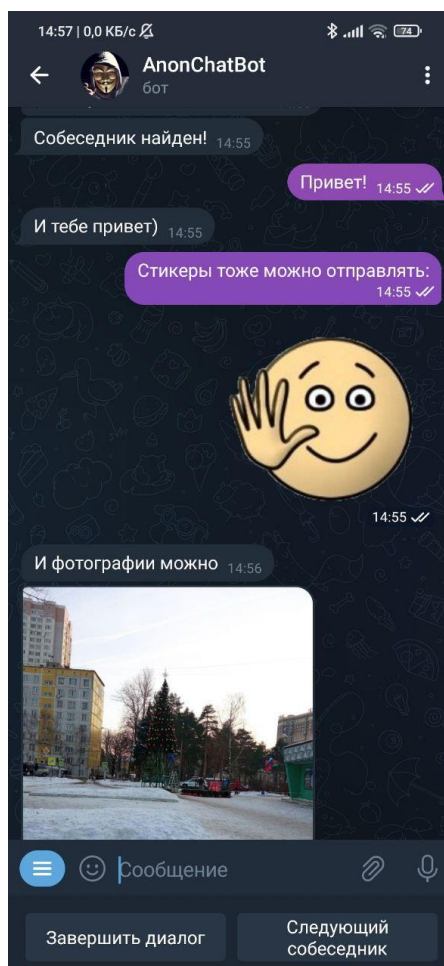 14:57 | 0,0 КБ/с
74
AnonChatBot
бот
Собеседник найден! 14:55
Привет! 14:55
И тебе привет) 14:55
Стикеры тоже можно отправлять:
14:55
14:55
И фотографии можно 14:56
Сообщение
Завершить диалог
Следующий
собеседник